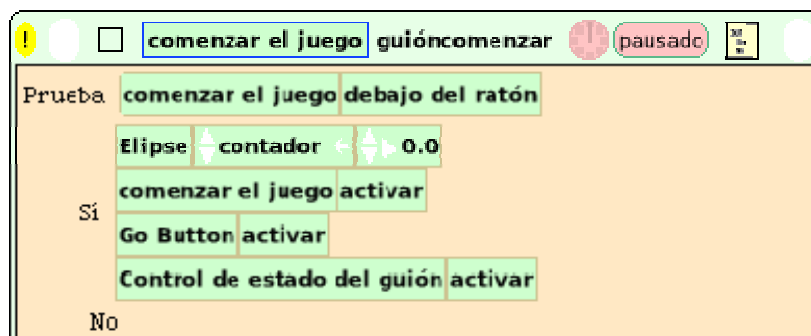 ! comenzar el juego guióncomenzar pausado
Prueba comenzar el juego debajo del ratón
Elipse contador 0.0
comenzar el juego activar
Sí
Go Button activar
Control de estado del guión activar
No